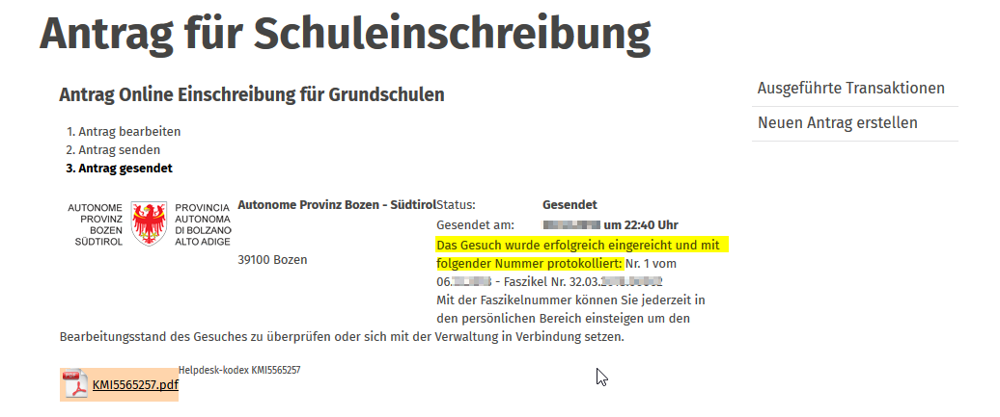 Antrag für Schuleinschreibung
Antrag Online Einschreibung für Grundschulen
1. Antrag bearbeiten
2. Antrag senden
3. Antrag gesendet
Ausgeführte Transaktionen
Neuen Antrag erstellen
AUTONOME
PROVINZ
BOZEN
SÜDTIROL
PROVINCIA
AUTONOMA
DI BOLZANO
ALTO ADIGE
Autonome Provinz Bozen - Südtirol
39100 Bozen
Status: Gesendet
Gesendet am: um 22:40 Uhr
Das Gesuch wurde erfolgreich eingereicht und mit
folgender Nummer protokolliert: Nr. 1 vom
06. - Faszikel Nr. 32.03.
Mit der Faszikelnummer können Sie jederzeit in
den persönlichen Bereich einsteigen um den
Bearbeitungsstand des Gesuches zu überprüfen oder sich mit der Verwaltung in Verbindung setzen.
PDF
KMI5565257.pdf
Helpdesk-kodex KMI5565257